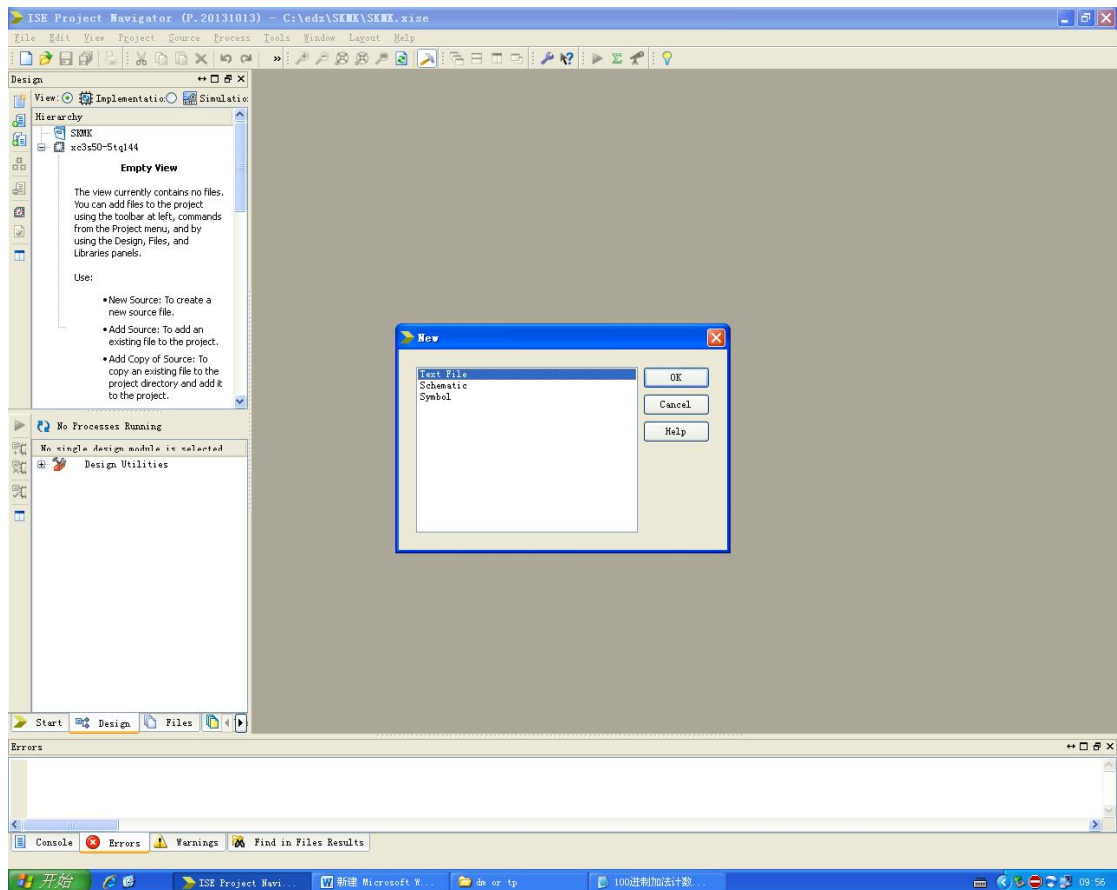 ISE Project Navigator (P.20131013) - C:\edx\SKMK\SKMK.xise
File Edit View Project Source Process Tools Window Layout Help
Design
View: Implementatio: Simulatio:
Hierarchy
SKMK
xc3s50-5tq144
Empty View
The view currently contains no files.
You can add files to the project
using the toolbar at left, commands
from the Project menu, and by
using the Design, Files, and
Libraries panels.
Use:
•New Source: To create a
new source file.
•Add Source: To add an
existing file to the project.
•Add Copy of Source: To
copy an existing file to the
project directory and add it
to the project.
New
Text File
Schematic
Symbol
OK
Cancel
Help
No Processes Running
No single design module is selected
Design Utilities
Start Design Files
Errors
Console Errors Warnings Find in Files Results
开始 ISE Project Navi... 新建 Microsoft W... dm or tp 100进制加法计数... 09:56